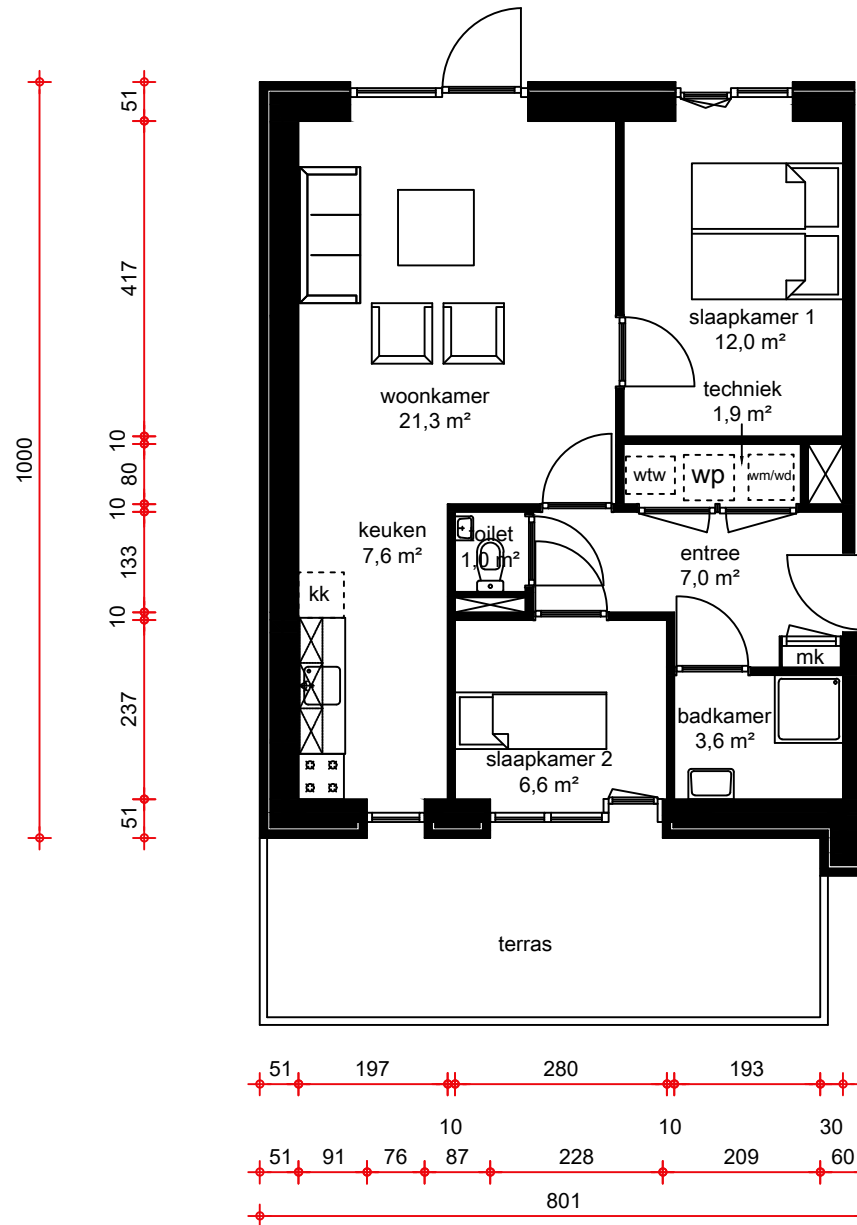 51
417
10
80
10
133
10
237
51
1000
slaapkamer 1
12,0 m²
woonkamer
21,3 m²
techniek
1,9 m²
wtw
wp
wm/wd
keuken
7,6 m²
toilet
1,0 m²
entree
7,0 m²
kk
mk
badkamer
3,6 m²
slaapkamer 2
6,6 m²
terras
51 197 280 193
10 10 30
51 91 76 87 228 209 60
801